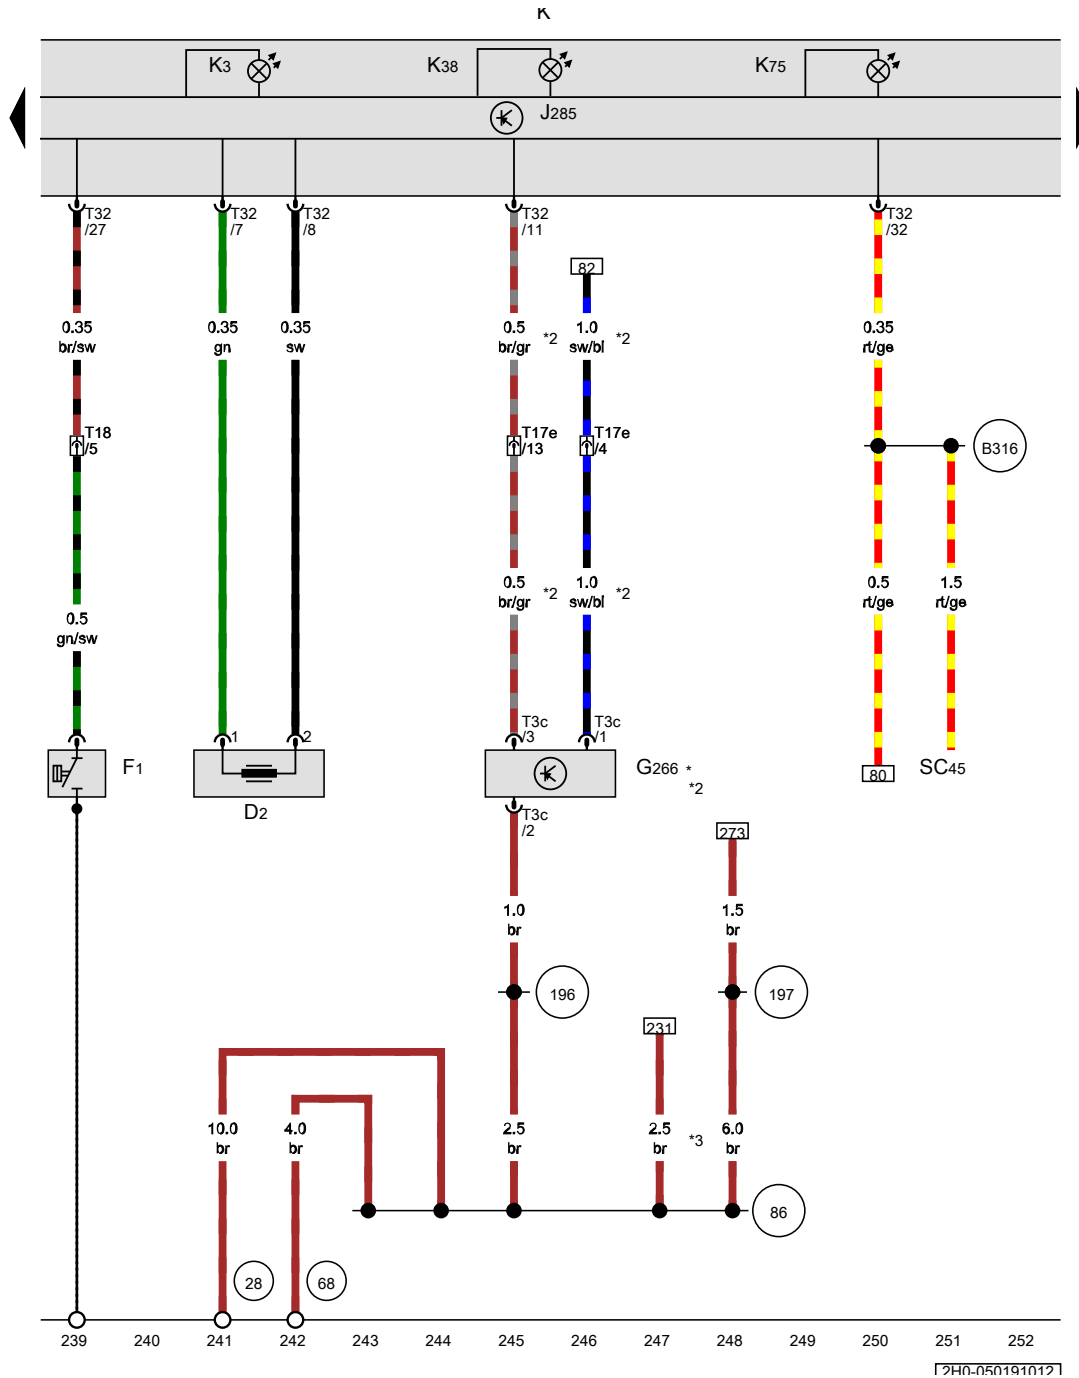 K
K3
K38
K75
J285
T32
/27
T32
/7
T32
/8
T32
/11
T32
/32
82
0.35
br/sw
0.35
gn
0.35
sw
0.5
br/gr
*2
1.0
sw/bl
*2
0.35
rt/ge
T18
/5
T17e
/13
T17e
/4
B316
0.5
gn/sw
0.5
br/gr
*2
1.0
sw/bl
*2
0.5
rt/ge
1.5
rt/ge
1
2
T3c
/3
T3c
/1
F1
D2
G266 *
*2
80
SC45
T3c
/2
273
1.0
br
1.5
br
196
197
231
10.0
br
4.0
br
2.5
br
2.5
br
*3
6.0
br
86
28
68
239 240 241 242 243 244 245 246 247 248 249 250 251 252
2H0-050191012